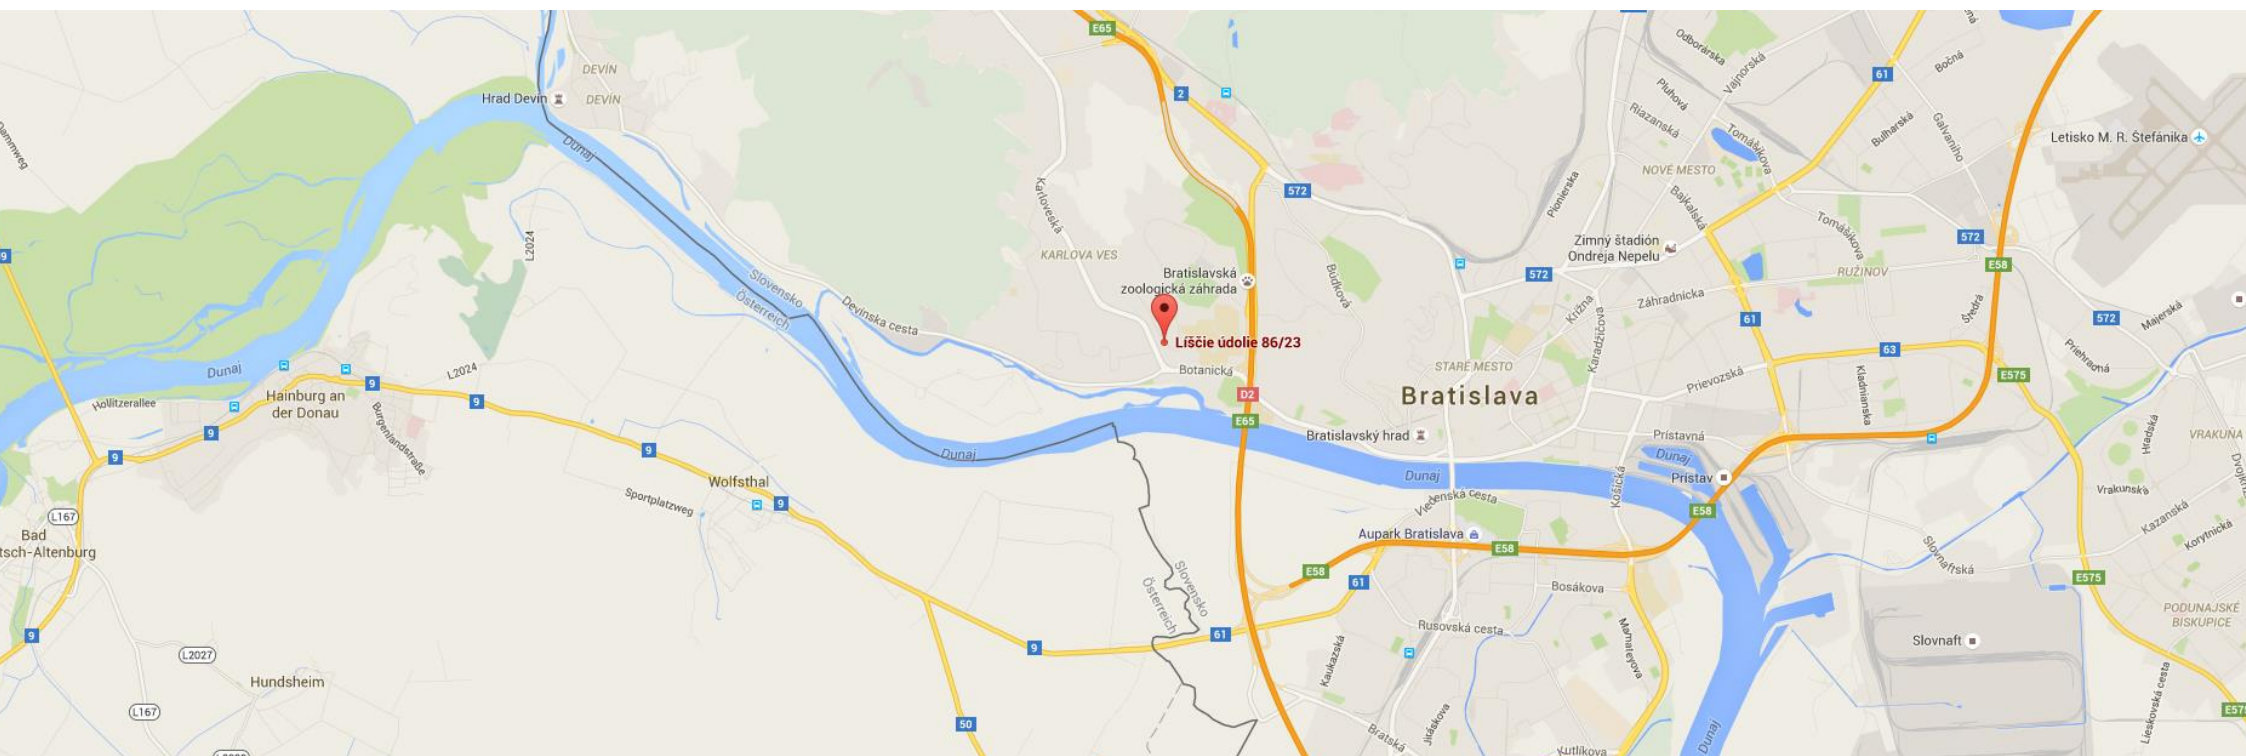 E65
61
Odborárska
Vajnorská
Bočná
DEVÍN
DEVÍN
Hrad Devín
2
Pluhová
Riazanská
Tomášikova
Bulharská
Galvaniho
Letisko M. R. Štefánika
Dunaj
Karloveská
572
Pionierska
NOVÉ MESTO
Bajkalská
Tomášikova
572
L2024
KARLOVA VES
Zimný štadión
Ondreja Nepelu
E58
RUŽINOV
Bratislavská
zoologická záhrada
Búdková
572
Slovensko
Österreich
Devínska cesta
Krížna
Záhradnícka
Karadžičova
61
572
Majerská
Líščie údolie 86/23
63
Dunaj
L2024
Botanická
STARÉ MESTO
Prievozská
Kladnianska
E575
9
Hainburg an
der Donau
9
Bratislava
D2
Hollitzerallee
Burgenlandstraße
E65
9
9
9
Dunaj
Bratislavský hrad
Prístavná
Dunaj
Hradská
VRAKUŇA
Wolfsthal
Dunaj
Prístav
Košická
Sportplatzweg
9
Viedenská cesta
E58
Vrakunská
Kazanská
L167
Bad
tsch-Altenburg
Aupark Bratislava
E58
Korytnická
Slovnaftská
Slovensko
Österreich
E58
61
Bosákova
E575
PODUNAJSKÉ
BISKUPICE
9
61
Rusovská cesta
Mamateyova
Slovnaft
9
L2027
Kaukazská
Hundsheim
L167
50
Jiráskova
Bratská
Kutlíkova
Dunaj
Lieskovská cesta